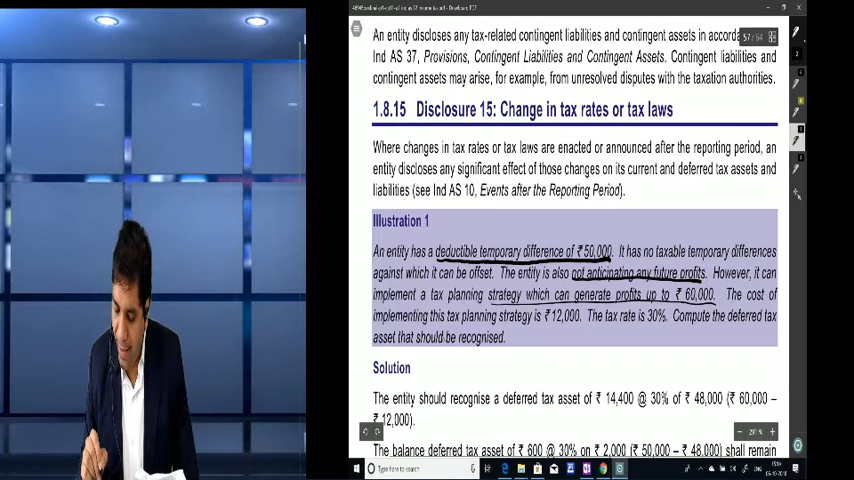 An entity discloses any tax-related contingent liabilities and contingent assets in
57 / 64
Ind AS 37, Provisions, Contingent Liabilities and Contingent Assets. Contingent liabilities and
contingent assets may arise, for example, from unresolved disputes with the taxation authorities.
1.8.15 Disclosure 15: Change in tax rates or tax laws
Where changes in tax rates or tax laws are enacted or announced after the reporting period, an
entity discloses any significant effect of those changes on its current and deferred tax assets and
liabilities (see Ind AS 10, Events after the Reporting Period).
Illustration 1
An entity has a deductible temporary difference of ₹ 50,000. It has no taxable temporary differences
against which it can be offset. The entity is also not anticipating any future profits. However, it can
implement a tax planning strategy which can generate profits up to ₹ 60,000. The cost of
implementing this tax planning strategy is ₹ 12,000. The tax rate is 30%. Compute the deferred tax
asset that should be recognised.
Solution
The entity should recognise a deferred tax asset of ₹ 14,400 @ 30% of ₹ 48,000 (₹ 60,000 –
₹ 12,000).
The balance deferred tax asset of ₹ 600 @ 30% on ₹ 2,000 (₹ 50,000 – ₹ 48,000) shall remain
Type here to search